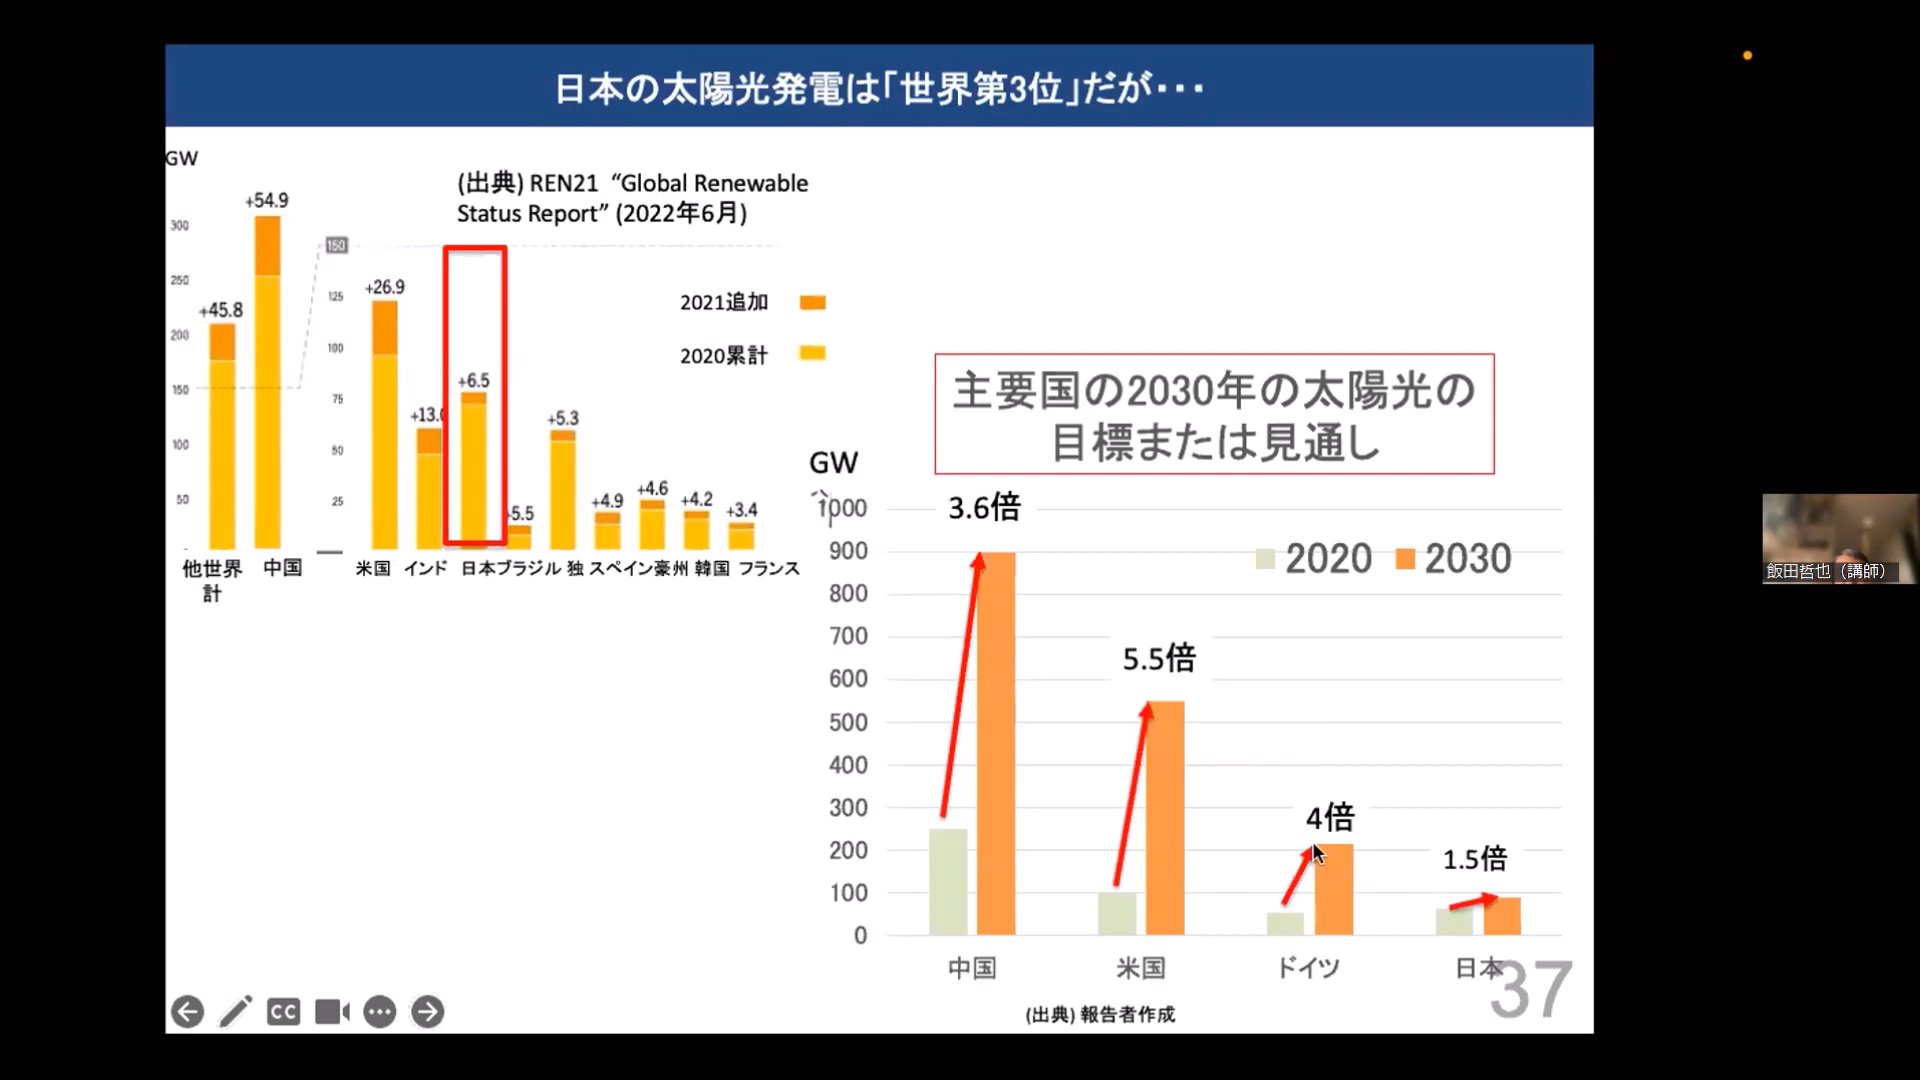 日本の太陽光発電は「世界第3位」だが・・・
GW
(出典) REN21 “Global Renewable
Status Report” (2022年6月)
+54.9
300
250
+45.8
200
150
100
50
150
125
100
75
50
25
+26.9
+13.0
+6.5
+5.5
+5.3
+4.9
+4.6
+4.2
+3.4
2021追加
2020累計
他世界
計
中国
米国 インド 日本ブラジル 独 スペイン豪州 韓国 フランス
主要国の2030年の太陽光の
目標または見通し
GW
1000
900
800
700
600
500
400
300
200
100
0
3.6倍
5.5倍
4倍
1.5倍
2020 2030
中国 米国 ドイツ 日本
(出典) 報告者作成
37
CC
飯田哲也（講師）